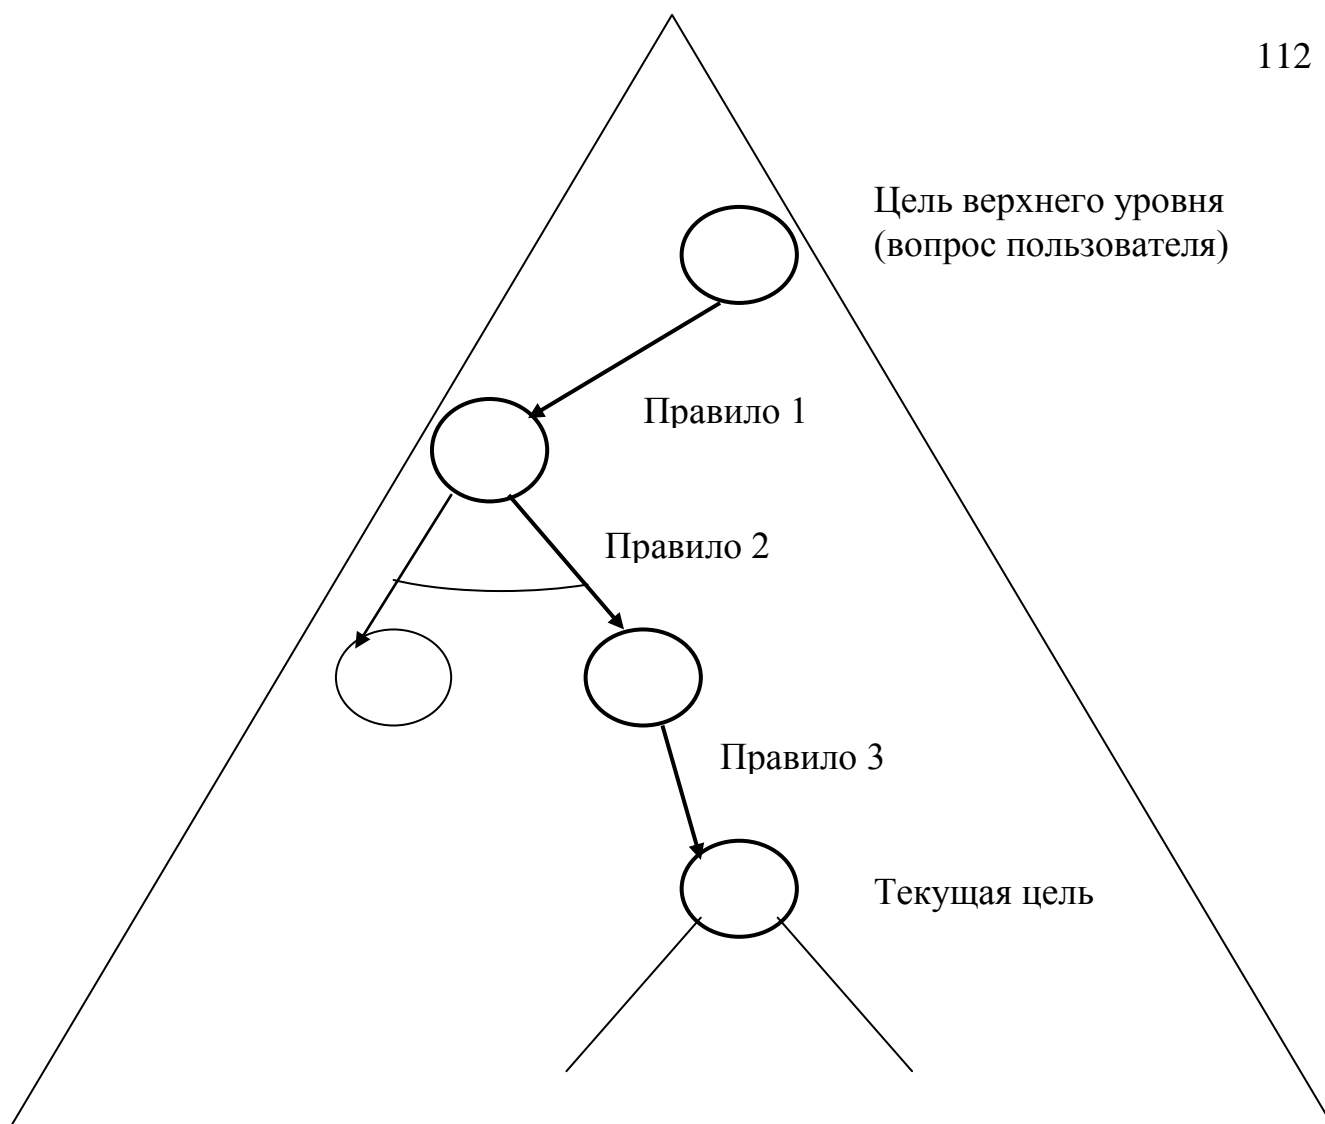 112
Цель верхнего уровня
(вопрос пользователя)
Правило 1
Правило 2
Правило 3
Текущая цель